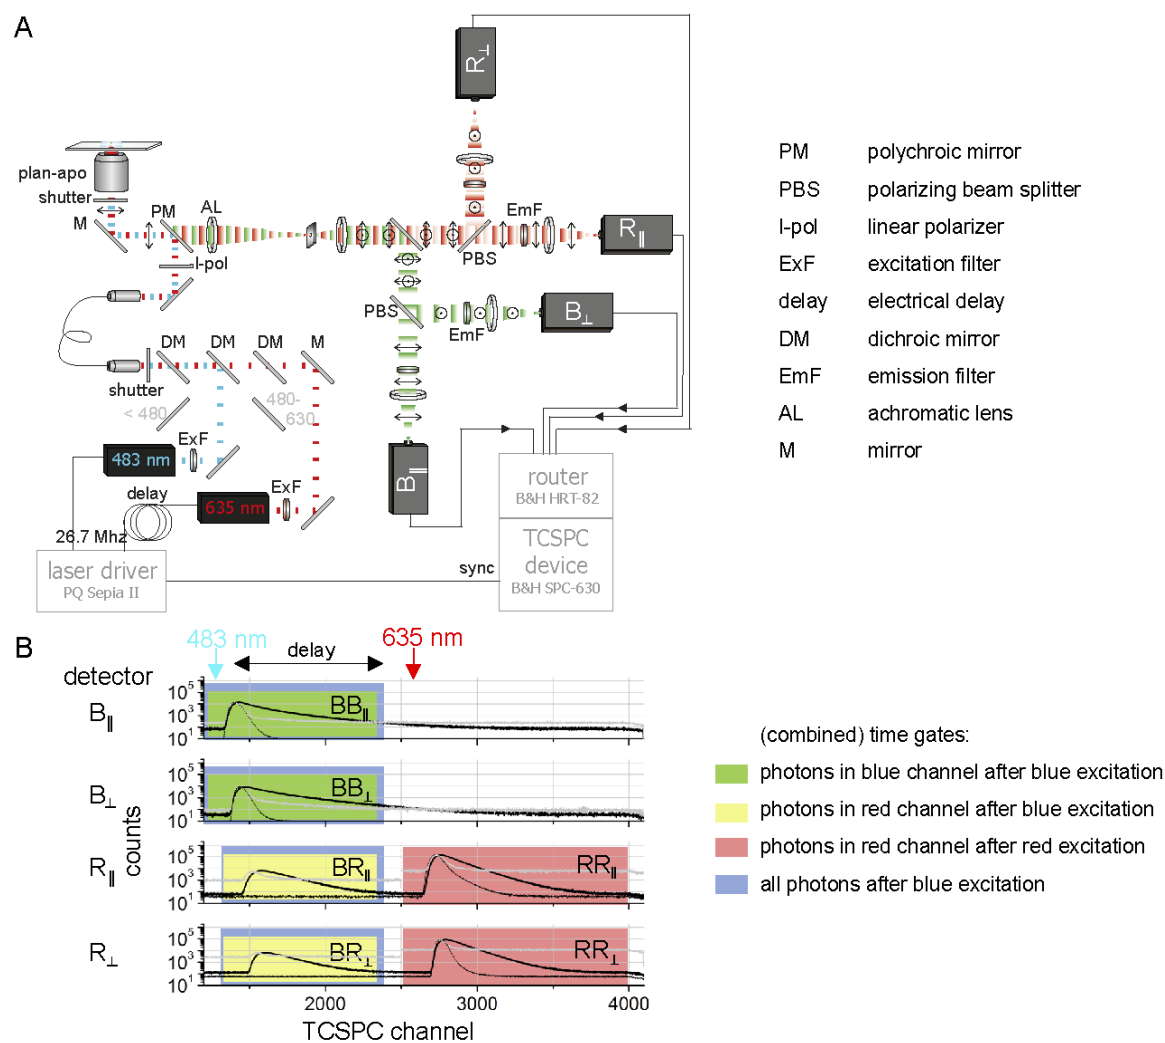 A
R⊥
plan-apo
shutter
M
PM
AL
EmF
R||
l-pol
PBS
PBS
EmF
B⊥
DM
DM
DM
M
shutter
< 480
480-
630
ExF
483 nm
B||
delay
ExF
635 nm
26.7 Mhz
laser driver
PQ Sepia II
sync
router
B&H HRT-82
TCSPC
device
B&H SPC-630
PM polychroic mirror
PBS polarizing beam splitter
l-pol linear polarizer
ExF excitation filter
delay electrical delay
DM dichroic mirror
EmF emission filter
AL achromatic lens
M mirror
B
483 nm
delay
635 nm
detector
B||
10⁵
10³
10¹
BB||
B⊥
10⁵
10³
10¹
BB⊥
counts
R||
10⁵
10³
10¹
BR||
RR||
R⊥
10⁵
10³
10¹
BR⊥
RR⊥
2000
3000
4000
TCSPC channel
(combined) time gates:
photons in blue channel after blue excitation
photons in red channel after blue excitation
photons in red channel after red excitation
all photons after blue excitation